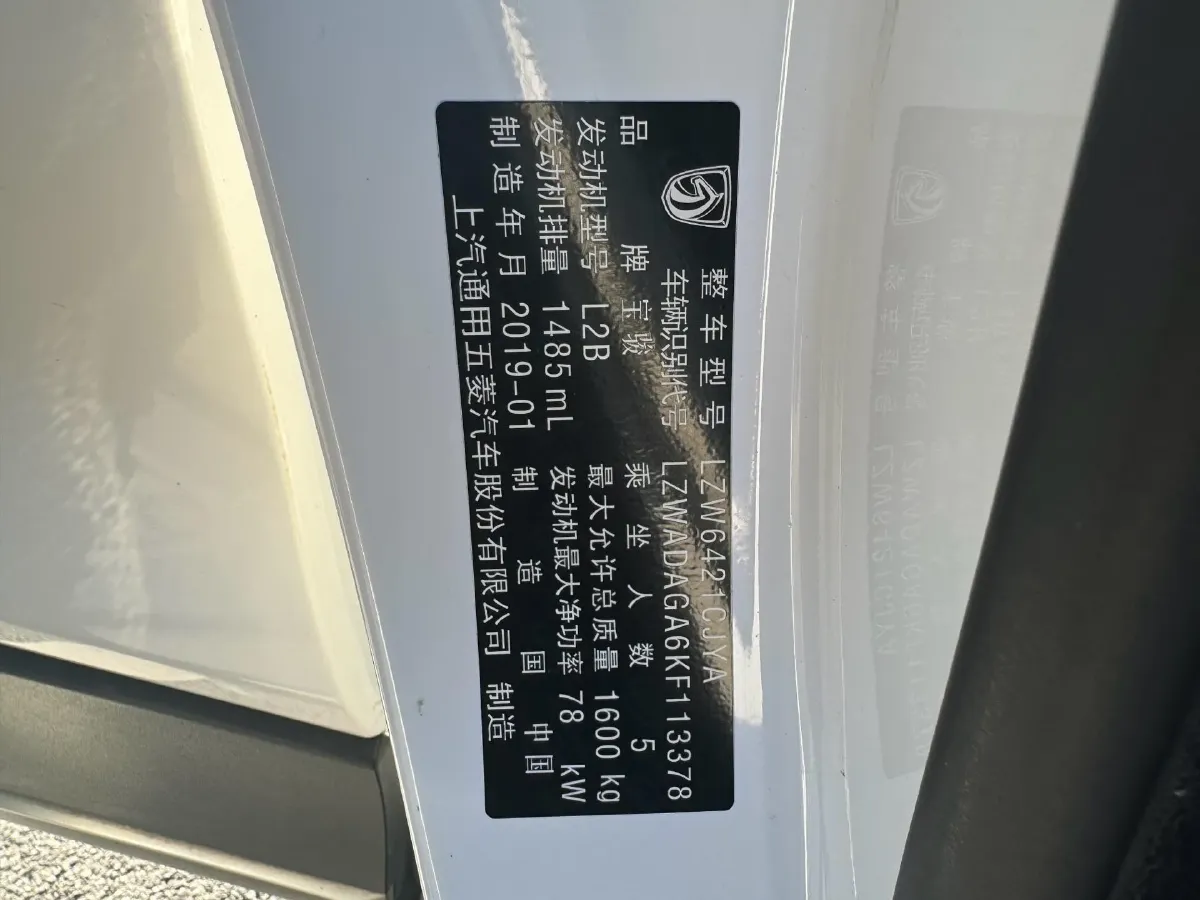 整车型号 LZW6421CJYA
车辆识别代号 LZWADAGA6KF113378
品牌 宝骏 乘坐人数 5
发动机型号 L2B 最大允许总质量 1600 kg
发动机排量 1485 mL 发动机最大净功率 78 kW
制造年月 2019-01 制造国 中国
上汽通用五菱汽车股份有限公司 制造